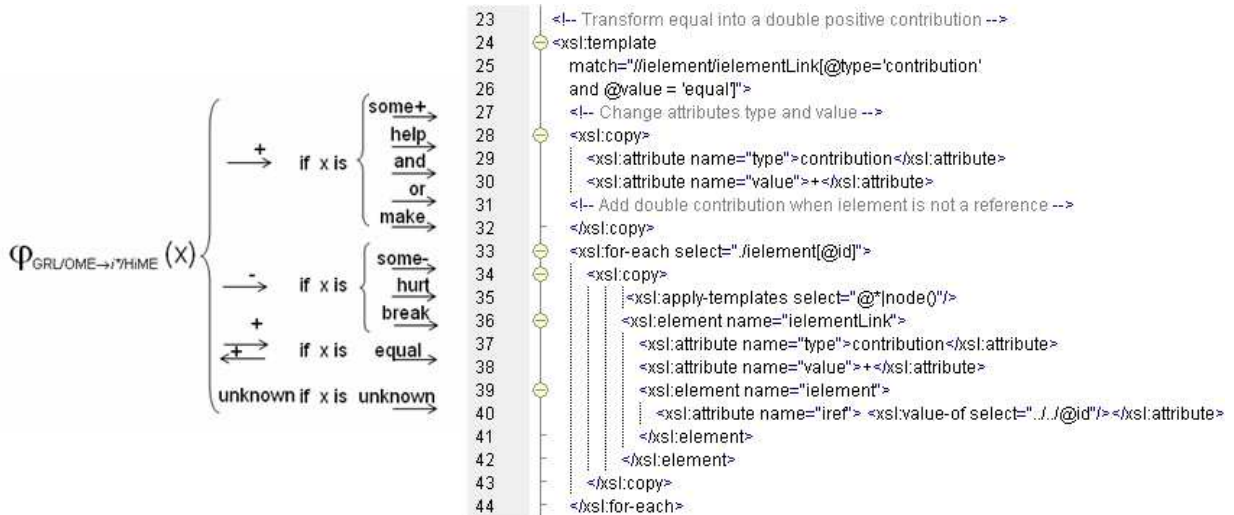 φGRL/OME→i*/HiME (x)
+
if x is
some+
help
and
or
make
-
if x is
some-
hurt
break
+
+
if x is
equal
unknown if x is unknown
23 <!-- Transform equal into a double positive contribution -->
24 <xsl:template
25 match="//ielement/ielementLink[@type='contribution'
26 and @value = 'equal']">
27 <!-- Change attributes type and value -->
28 <xsl:copy>
29 <xsl:attribute name="type">contribution</xsl:attribute>
30 <xsl:attribute name="value">+</xsl:attribute>
31 <!-- Add double contribution when ielement is not a reference -->
32 </xsl:copy>
33 <xsl:for-each select="./ielement[@id]">
34 <xsl:copy>
35 <xsl:apply-templates select="@*|node()"/>
36 <xsl:element name="ielementLink">
37 <xsl:attribute name="type">contribution</xsl:attribute>
38 <xsl:attribute name="value">+</xsl:attribute>
39 <xsl:element name="ielement">
40 <xsl:attribute name="iref"> <xsl:value-of select="../../@id"/></xsl:attribute>
41 </xsl:element>
42 </xsl:element>
43 </xsl:copy>
44 </xsl:for-each>